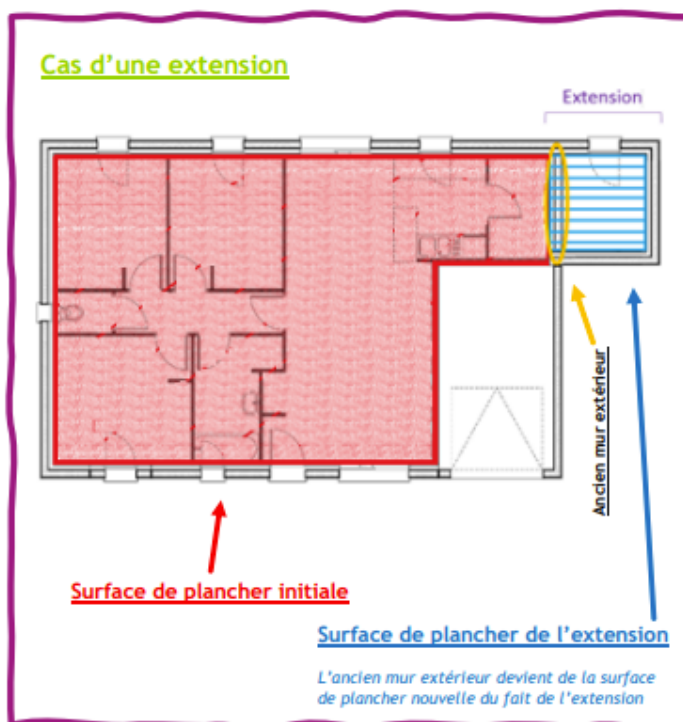 Cas d’une extension
Extension
Ancien mur extérieur
Surface de plancher initiale
Surface de plancher de l’extension
L’ancien mur extérieur devient de la surface
de plancher nouvelle du fait de l’extension